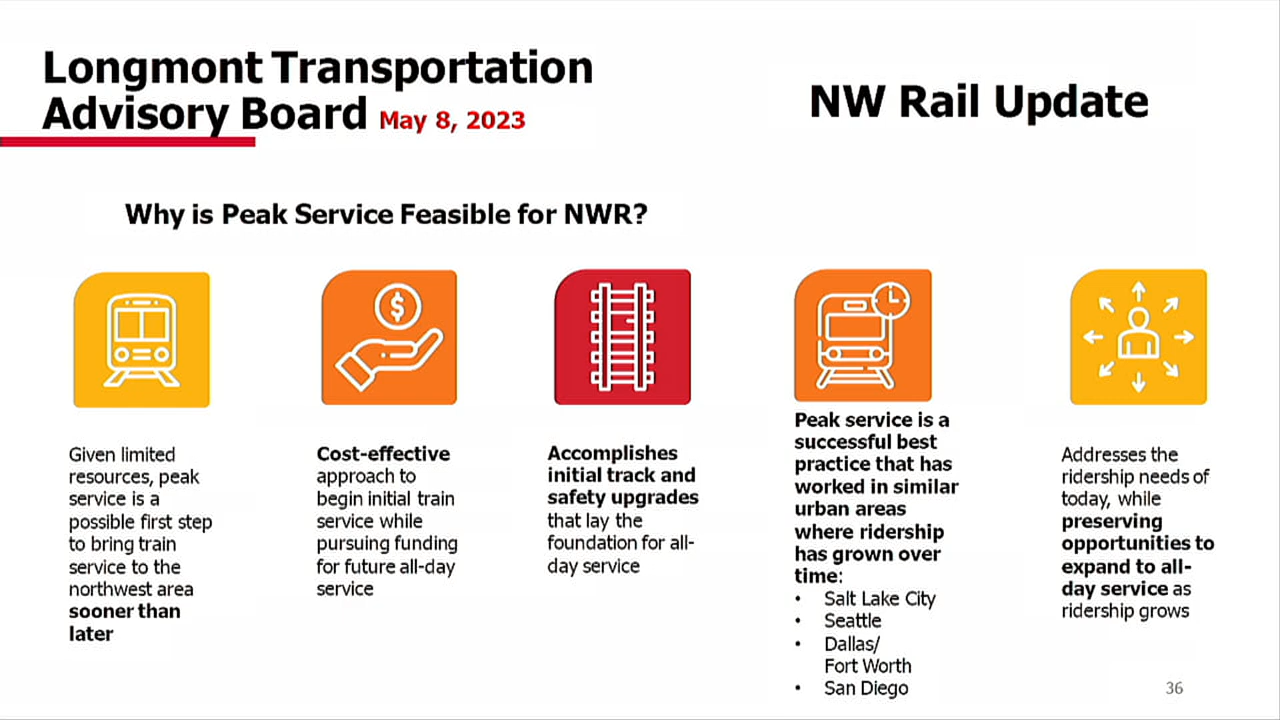 Longmont Transportation
Advisory Board May 8, 2023
NW Rail Update
Why is Peak Service Feasible for NWR?
$
Given limited
resources, peak
service is a
possible first step
to bring train
service to the
northwest area
sooner than
later
Cost-effective
approach to
begin initial train
service while
pursuing funding
for future all-day
service
Accomplishes
initial track and
safety upgrades
that lay the
foundation for all-
day service
Peak service is a
successful best
practice that has
worked in similar
urban areas
where ridership
has grown over
time:
• Salt Lake City
• Seattle
• Dallas/
Fort Worth
• San Diego
Addresses the
ridership needs of
today, while
preserving
opportunities to
expand to all-
day service as
ridership grows
36